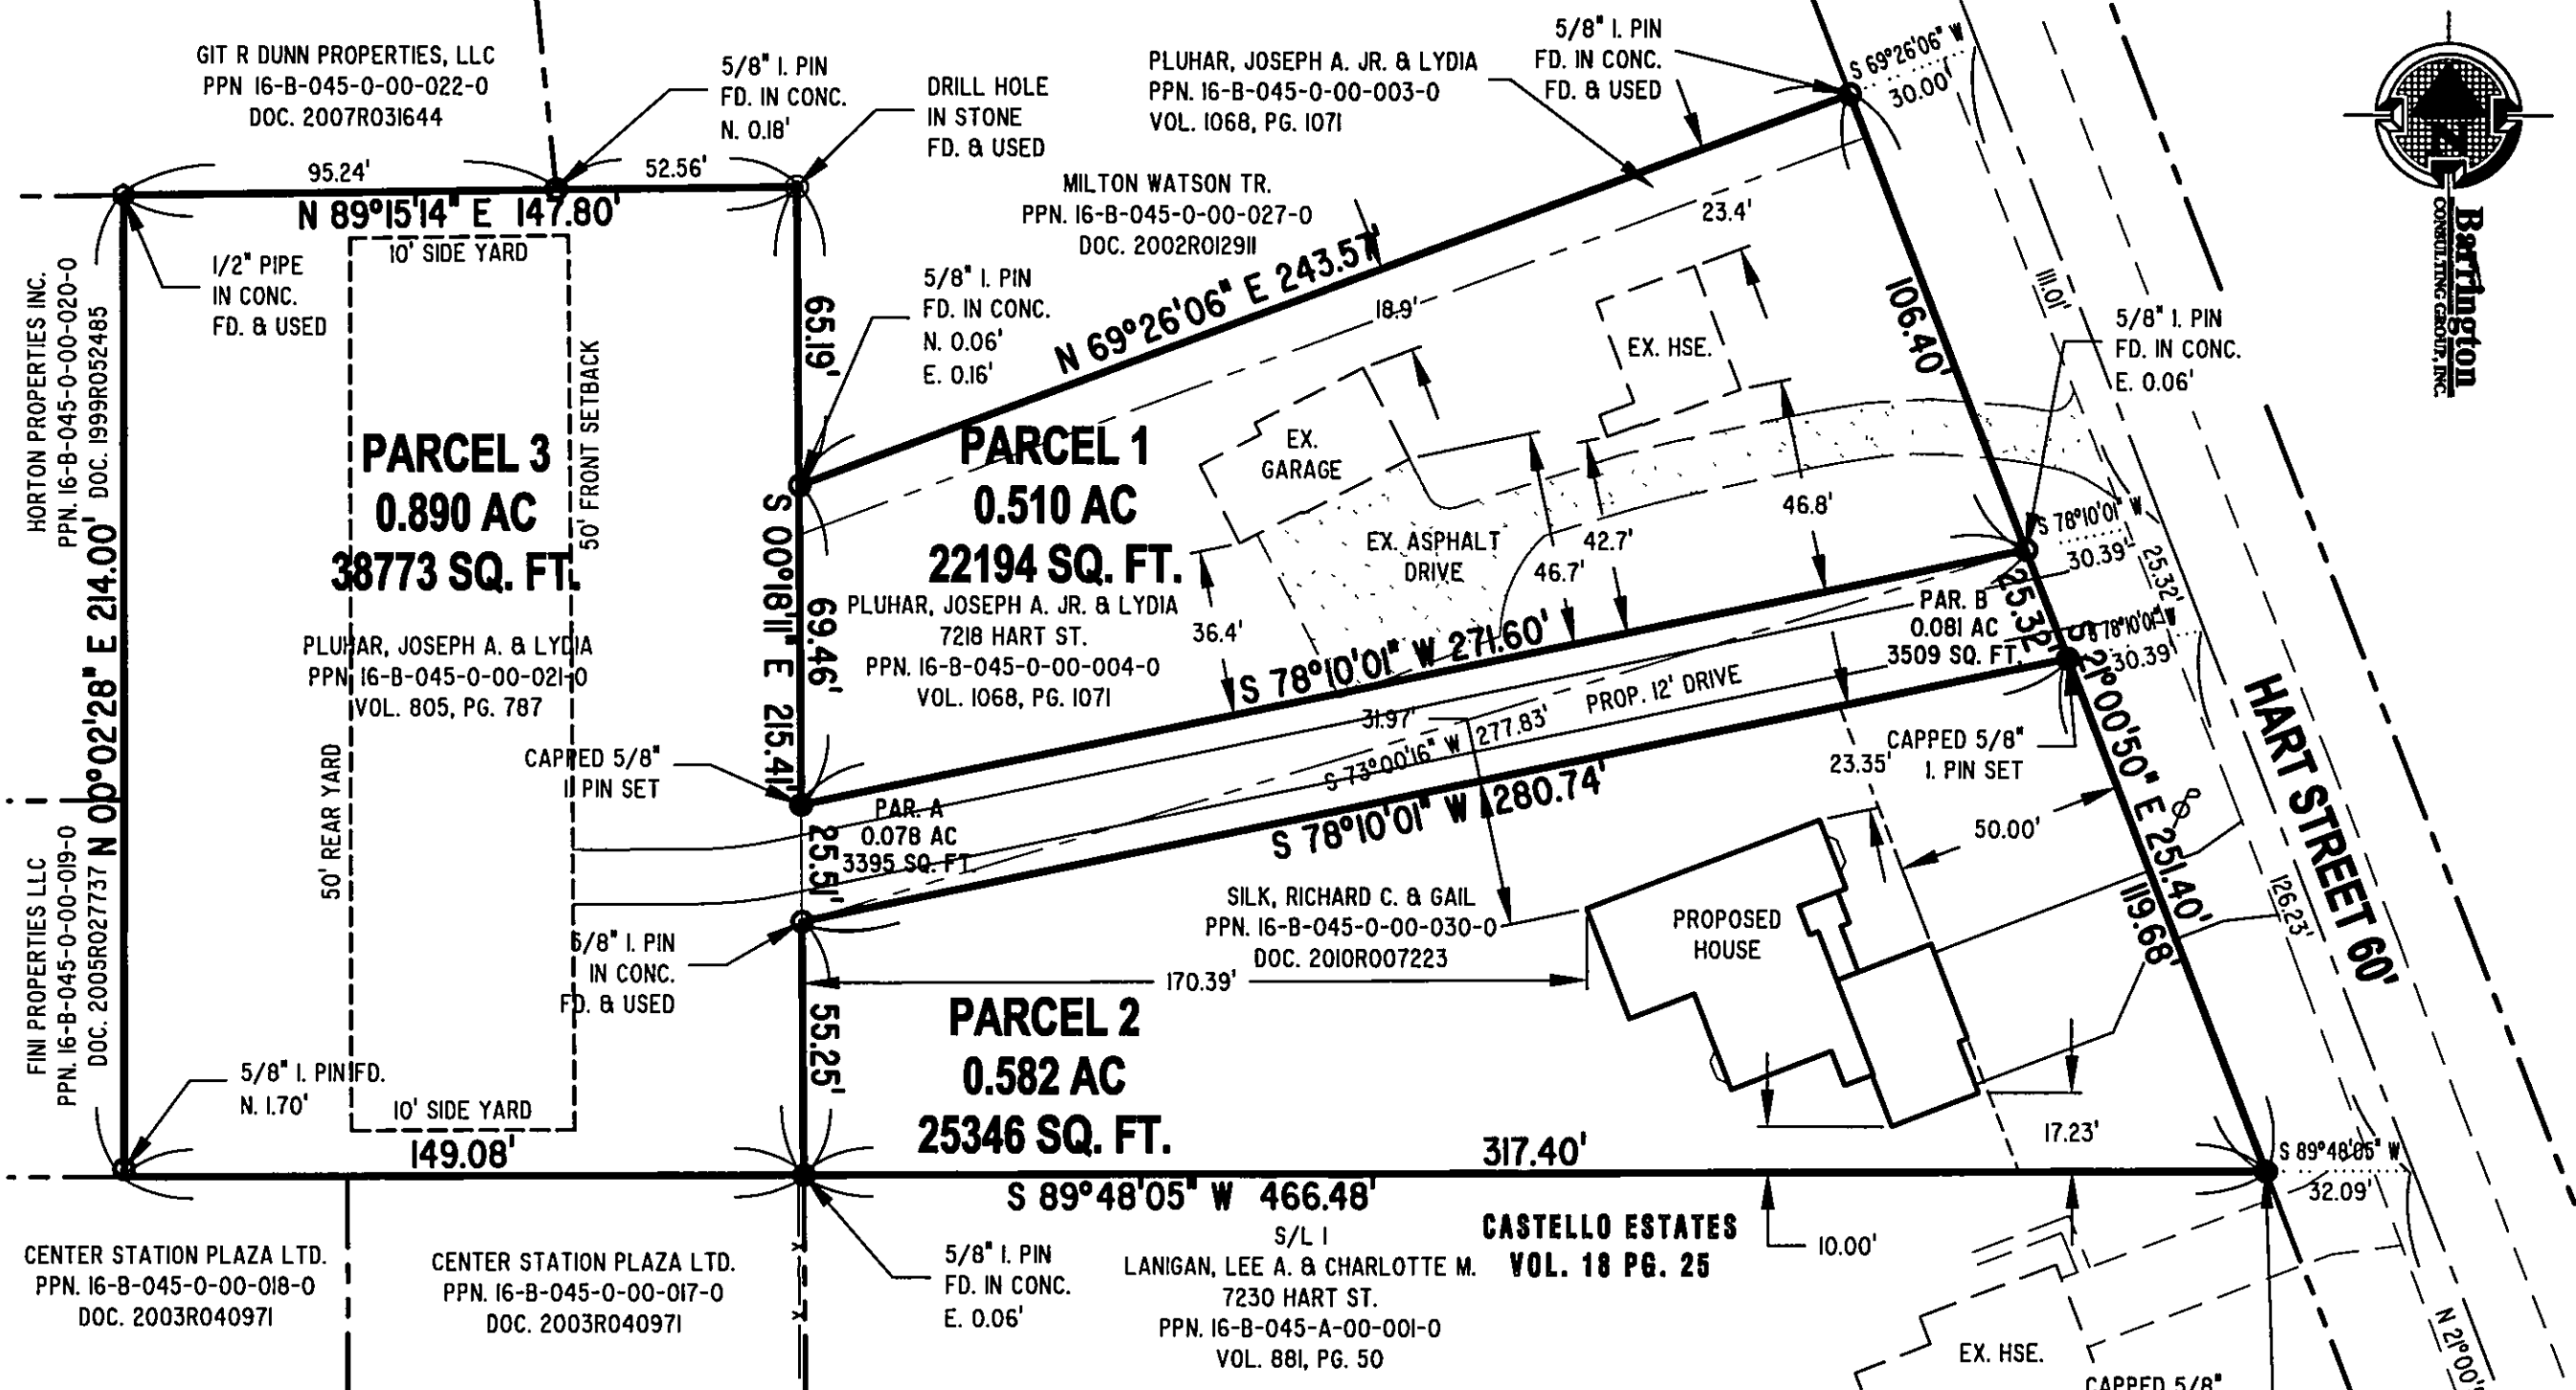 GIT R DUNN PROPERTIES, LLC
PPN 16-B-045-0-00-022-0
DOC. 2007R031644
5/8" I. PIN
FD. IN CONC.
N. 0.18'
DRILL HOLE
IN STONE
FD. & USED
PLUHAR, JOSEPH A. JR. & LYDIA
PPN. 16-B-045-0-00-003-0
VOL. 1068, PG. 1071
5/8" I. PIN
FD. IN CONC.
FD. & USED
S 69°26'06" W
30.00'
Barrington
CONSULTING GROUP, INC.
N
95.24'
52.56'
N 89°15'14" E 147.80'
10' SIDE YARD
1/2" PIPE
IN CONC.
FD. & USED
MILTON WATSON TR.
PPN. 16-B-045-0-00-027-0
DOC. 2002R012911
23.4'
18.9'
N 69°26'06" E 243.57'
5/8" I. PIN
FD. IN CONC.
N. 0.06'
E. 0.16'
65.19'
HORTON PROPERTIES INC.
PPN. 16-B-045-0-00-020-0
DOC. 1999R052485
50' FRONT SETBACK
PARCEL 3
0.890 AC
38773 SQ. FT.
PLUHAR, JOSEPH A. & LYDIA
PPN. 16-B-045-0-00-021-0
VOL. 805, PG. 787
N 00°02'28" E 214.00'
S 00°18'11" E 215.41'
69.46'
PARCEL 1
0.510 AC
22194 SQ. FT.
PLUHAR, JOSEPH A. JR. & LYDIA
7218 HART ST.
PPN. 16-B-045-0-00-004-0
VOL. 1068, PG. 1071
EX.
GARAGE
EX. HSE.
EX. ASPHALT
DRIVE
36.4'
46.7'
42.7'
46.8'
106.40'
111.01'
5/8" I. PIN
FD. IN CONC.
E. 0.06'
S 78°10'01" W
30.39'
25.32'
25.32'
S 78°10'01" W
30.39'
PAR. B
0.081 AC
3509 SQ. FT.
S 78°10'01" W 271.60'
PROP. 12' DRIVE
31.97'
S 73°00'16" W 277.83'
S 78°10'01" W 280.74'
CAPPED 5/8"
I. PIN SET
PAR. A
0.078 AC
3395 SQ. FT.
25.51'
50' REAR YARD
FINI PROPERTIES LLC
PPN. 16-B-045-0-00-019-0
DOC. 2005R027737
5/8" I. PIN
IN CONC.
FD. & USED
23.35'
CAPPED 5/8"
I. PIN SET
50.00'
S 21°00'50" E 251.40'
119.68'
126.23'
HART STREET 60'
SILK, RICHARD C. & GAIL
PPN. 16-B-045-0-00-030-0
DOC. 2010R007223
170.39'
PROPOSED
HOUSE
55.25'
PARCEL 2
0.582 AC
25346 SQ. FT.
5/8" I. PIN FD.
N. 1.70'
10' SIDE YARD
149.08'
317.40'
17.23'
S 89°48'05" W
32.09'
S 89°48'05" W 466.48'
CENTER STATION PLAZA LTD.
PPN. 16-B-045-0-00-018-0
DOC. 2003R040971
CENTER STATION PLAZA LTD.
PPN. 16-B-045-0-00-017-0
DOC. 2003R040971
x
x
5/8" I. PIN
FD. IN CONC.
E. 0.06'
S/L 1
LANIGAN, LEE A. & CHARLOTTE M.
7230 HART ST.
PPN. 16-B-045-A-00-001-0
VOL. 881, PG. 50
CASTELLO ESTATES
VOL. 18 PG. 25
10.00'
EX. HSE.
CAPPED 5/8"
N 21°00'